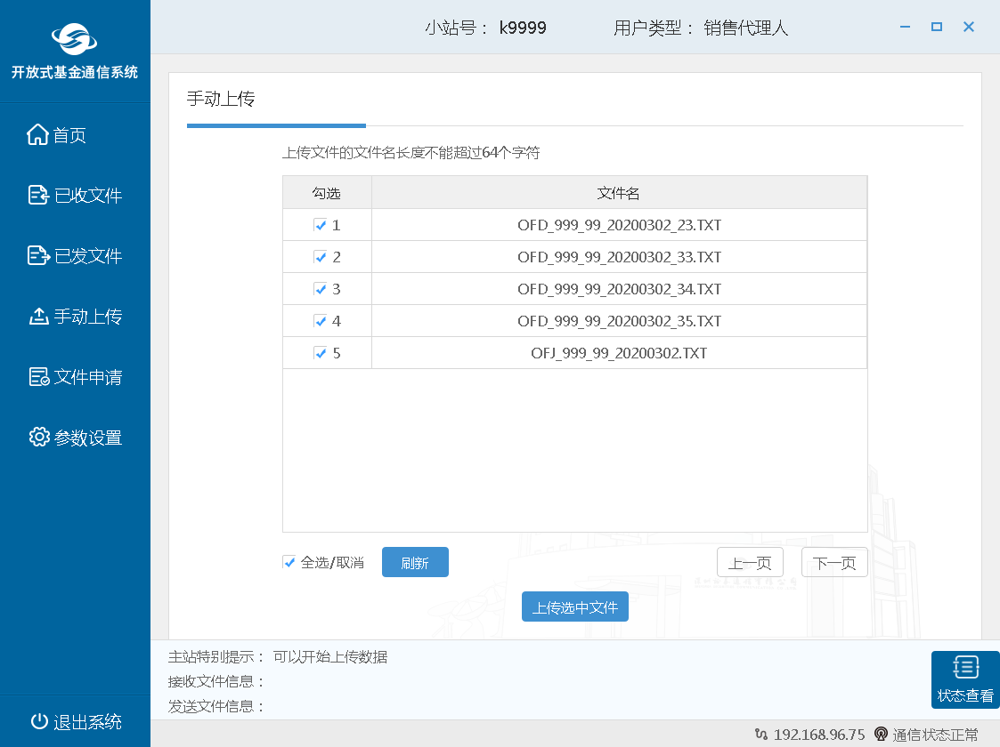 小站号： k9999 用户类型： 销售代理人
开放式基金通信系统
首页
已收文件
已发文件
手动上传
文件申请
参数设置
退出系统
手动上传
上传文件的文件名长度不能超过64个字符
勾选 文件名
1 OFD_999_99_20200302_23.TXT
2 OFD_999_99_20200302_33.TXT
3 OFD_999_99_20200302_34.TXT
4 OFD_999_99_20200302_35.TXT
5 OFJ_999_99_20200302.TXT
全选/取消 刷新 上一页 下一页
上传选中文件
主站特别提示： 可以开始上传数据
接收文件信息：
发送文件信息：
状态查看
192.168.96.75 通信状态正常